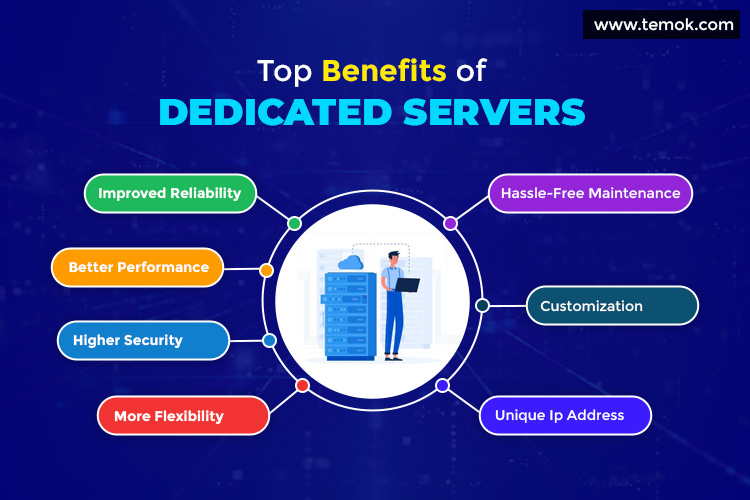 www.temok.com
Top Benefits of
DEDICATED SERVERS
Improved Reliability
Better Performance
Higher Security
More Flexibility
Hassle-Free Maintenance
Customization
Unique Ip Address